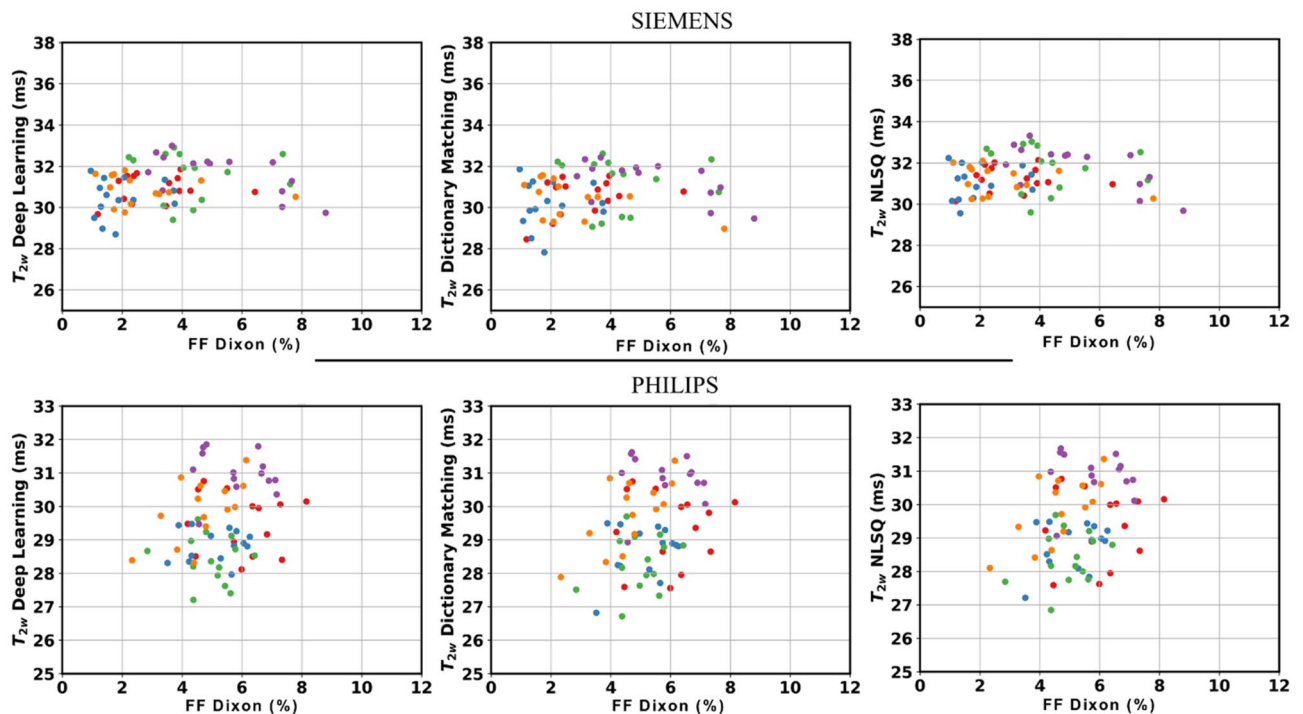 SIEMENS
38
36
34
32
30
28
26
0 2 4 6 8 10 12
T2w Deep Learning (ms)
FF Dixon (%)
38
36
34
32
30
28
26
0 2 4 6 8 10 12
T2w Dictionary Matching (ms)
FF Dixon (%)
38
36
34
32
30
28
26
0 2 4 6 8 10 12
T2w NLSQ (ms)
FF Dixon (%)
PHILIPS
33
32
31
30
29
28
27
26
25
0 2 4 6 8 10 12
T2w Deep Learning (ms)
FF Dixon (%)
33
32
31
30
29
28
27
26
25
0 2 4 6 8 10 12
T2w Dictionary Matching (ms)
FF Dixon (%)
33
32
31
30
29
28
27
26
25
0 2 4 6 8 10 12
T2w NLSQ (ms)
FF Dixon (%)